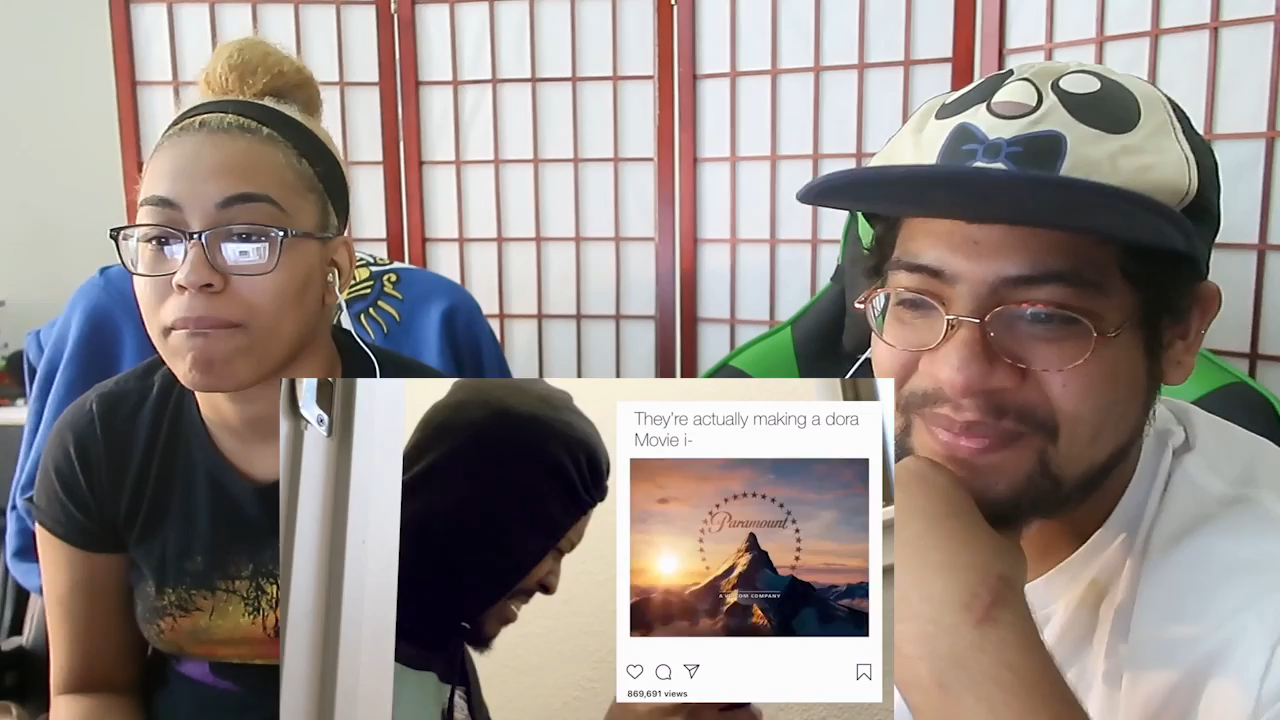 They're actually making a dora
Movie i-
Paramount
A VIACOM COMPANY
869,691 views